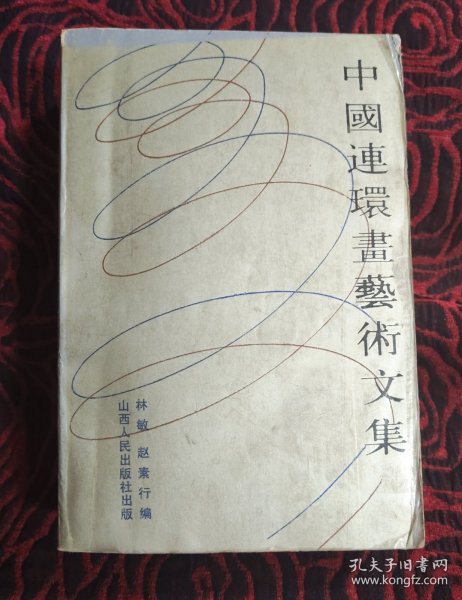 中國連環畫藝術文集
林敏 赵素行編
山西人民出版社出版
孔夫子旧书网
www.kongfz.com